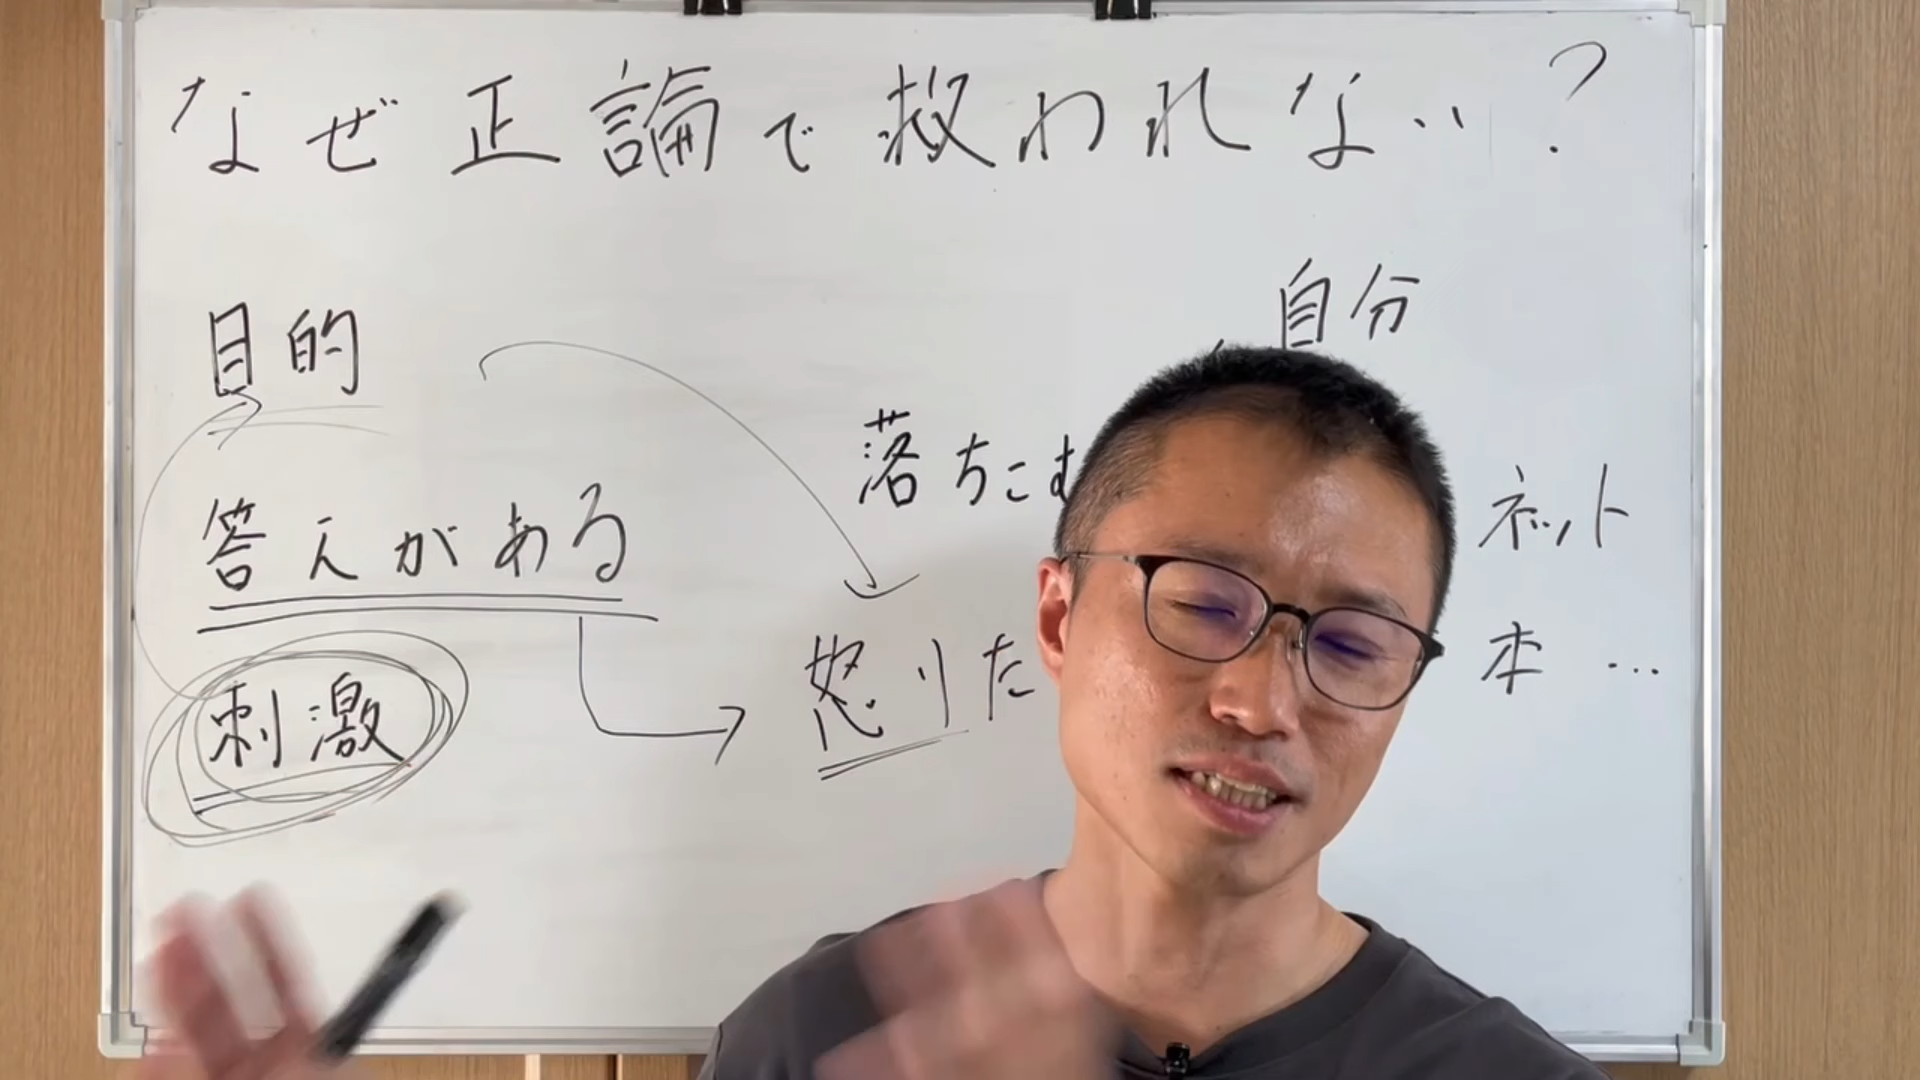 なぜ正論で救われない?
目的
答えがある
刺激
自分
落ちこむ
怒りた
ネット
本 …